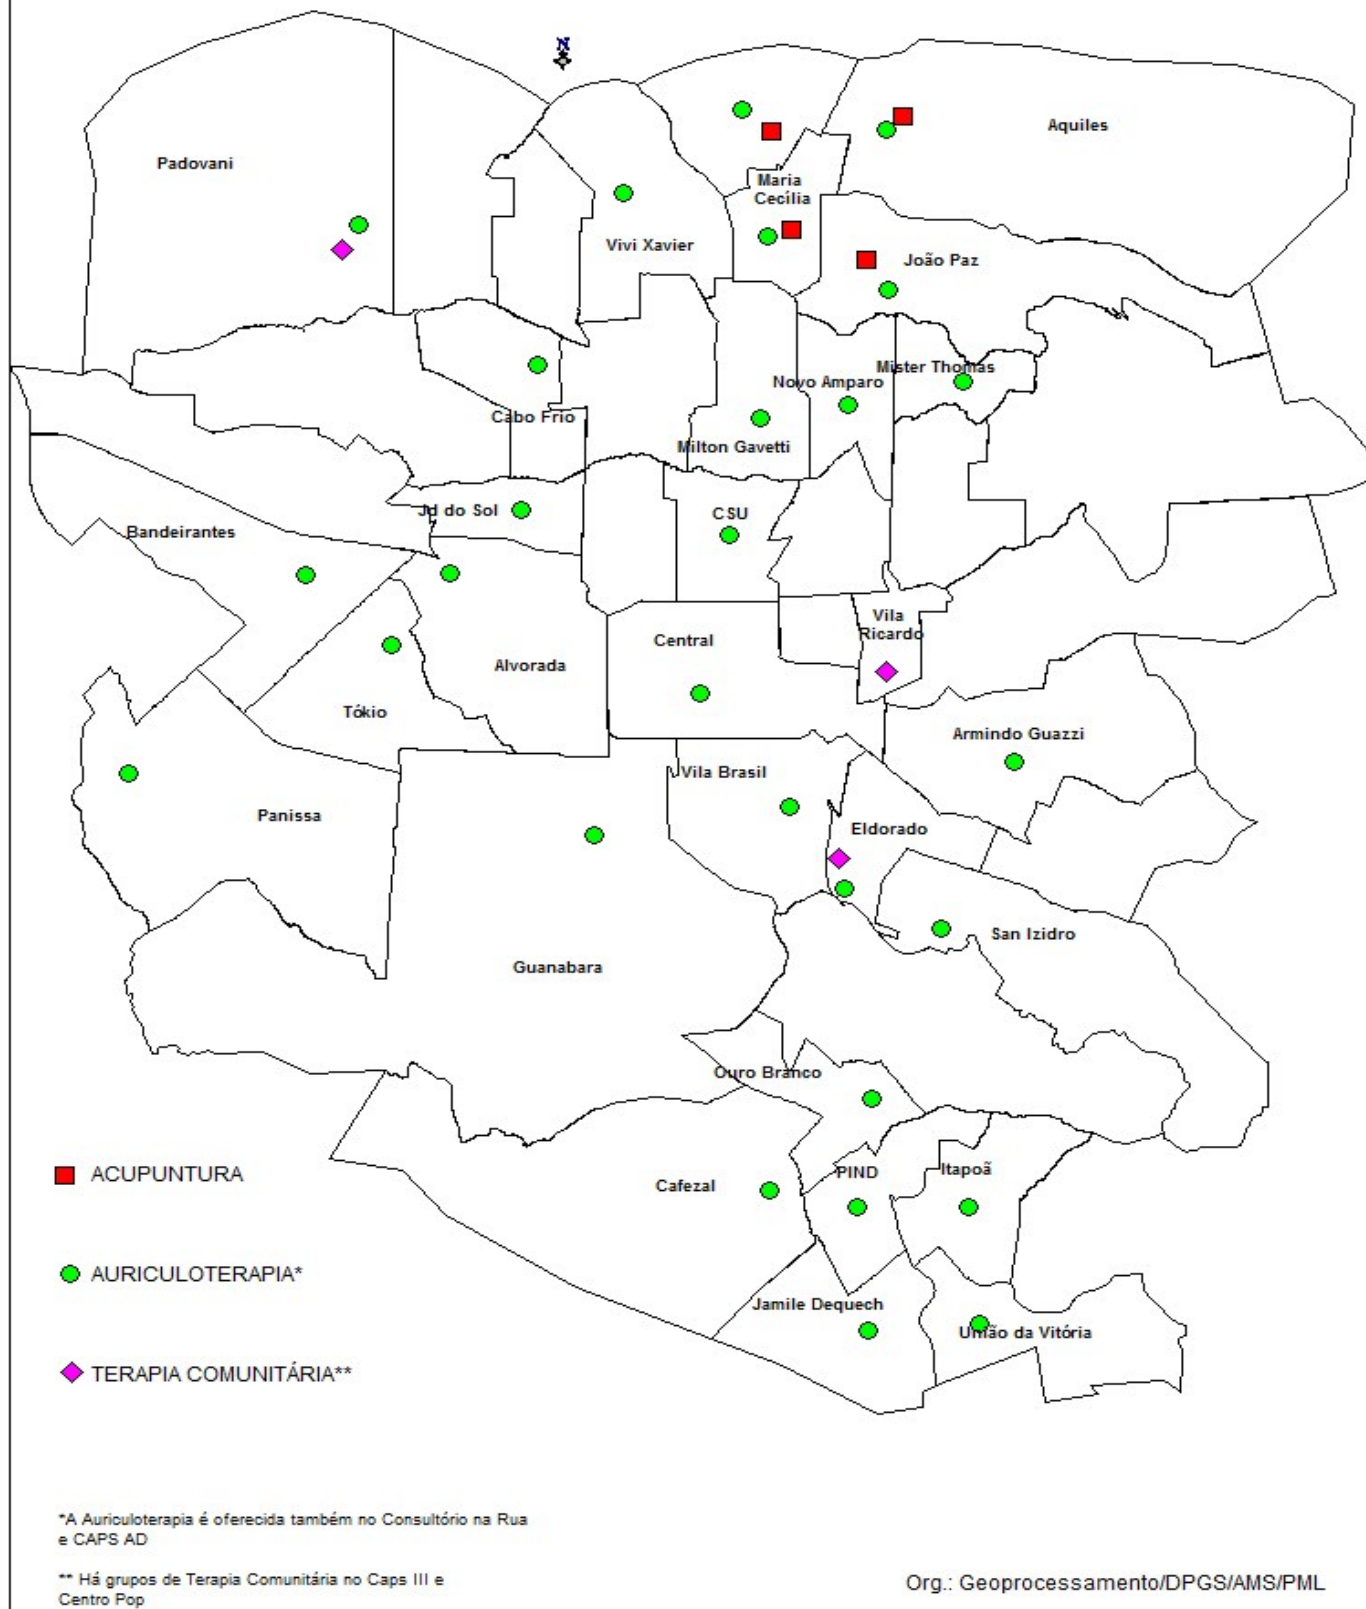 N
Aquiles
Padovani
Maria
Cecília
Vivi Xavier
João Paz
Mister Thomas
Novo Amparo
Cabo Frio
Milton Gavetti
Jd do Sol
CSU
Bandeirantes
Vila
Ricardo
Central
Alvorada
Tókio
Armindo Guazzi
Vila Brasil
Panissa
Eldorado
San Izidro
Guanabara
Ouro Branco
ACUPUNTURA
PIND
Itapoã
Cafezal
AURICULOTERAPIA*
Jamile Dequech
União da Vitória
TERAPIA COMUNITÁRIA**
*A Auriculoterapia é oferecida também no Consultório na Rua
e CAPS AD
** Há grupos de Terapia Comunitária no Caps III e
Centro Pop
Org.: Geoprocessamento/DPGS/AMS/PML